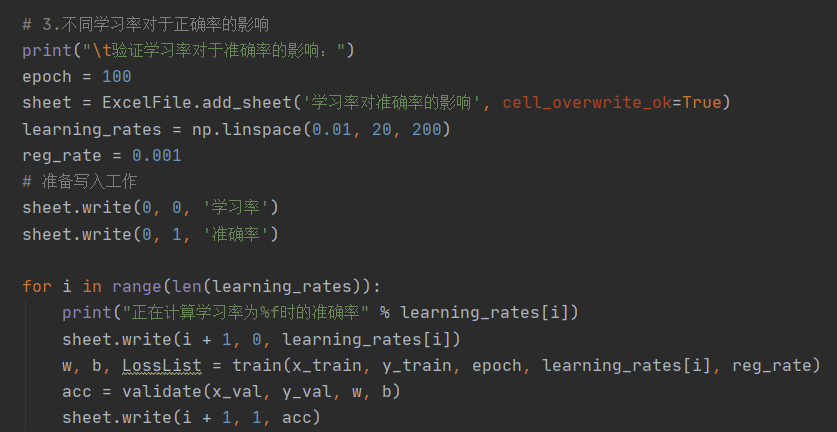 # 3.不同学习率对于正确率的影响
print("\t验证学习率对于准确率的影响：")
epoch = 100
sheet = ExcelFile.add_sheet('学习率对准确率的影响', cell_overwrite_ok=True)
learning_rates = np.linspace(0.01, 20, 200)
reg_rate = 0.001
# 准备写入工作
sheet.write(0, 0, '学习率')
sheet.write(0, 1, '准确率')
for i in range(len(learning_rates)):
print("正在计算学习率为%f时的准确率" % learning_rates[i])
sheet.write(i + 1, 0, learning_rates[i])
w, b, LossList = train(x_train, y_train, epoch, learning_rates[i], reg_rate)
acc = validate(x_val, y_val, w, b)
sheet.write(i + 1, 1, acc)